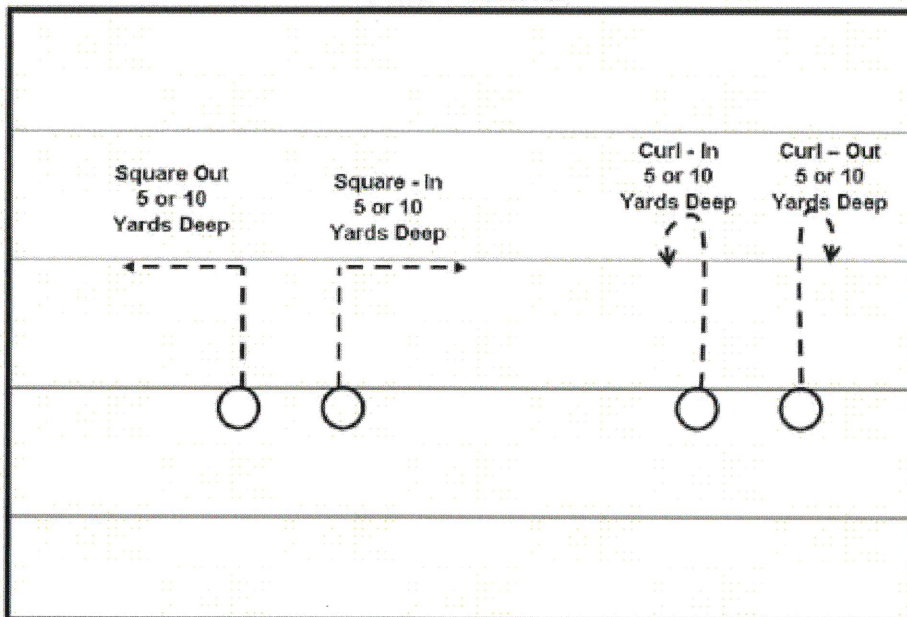 Square Out
5 or 10
Yards Deep
Square - In
5 or 10
Yards Deep
Curl - In
5 or 10
Yards Deep
Curl – Out
5 or 10
Yards Deep